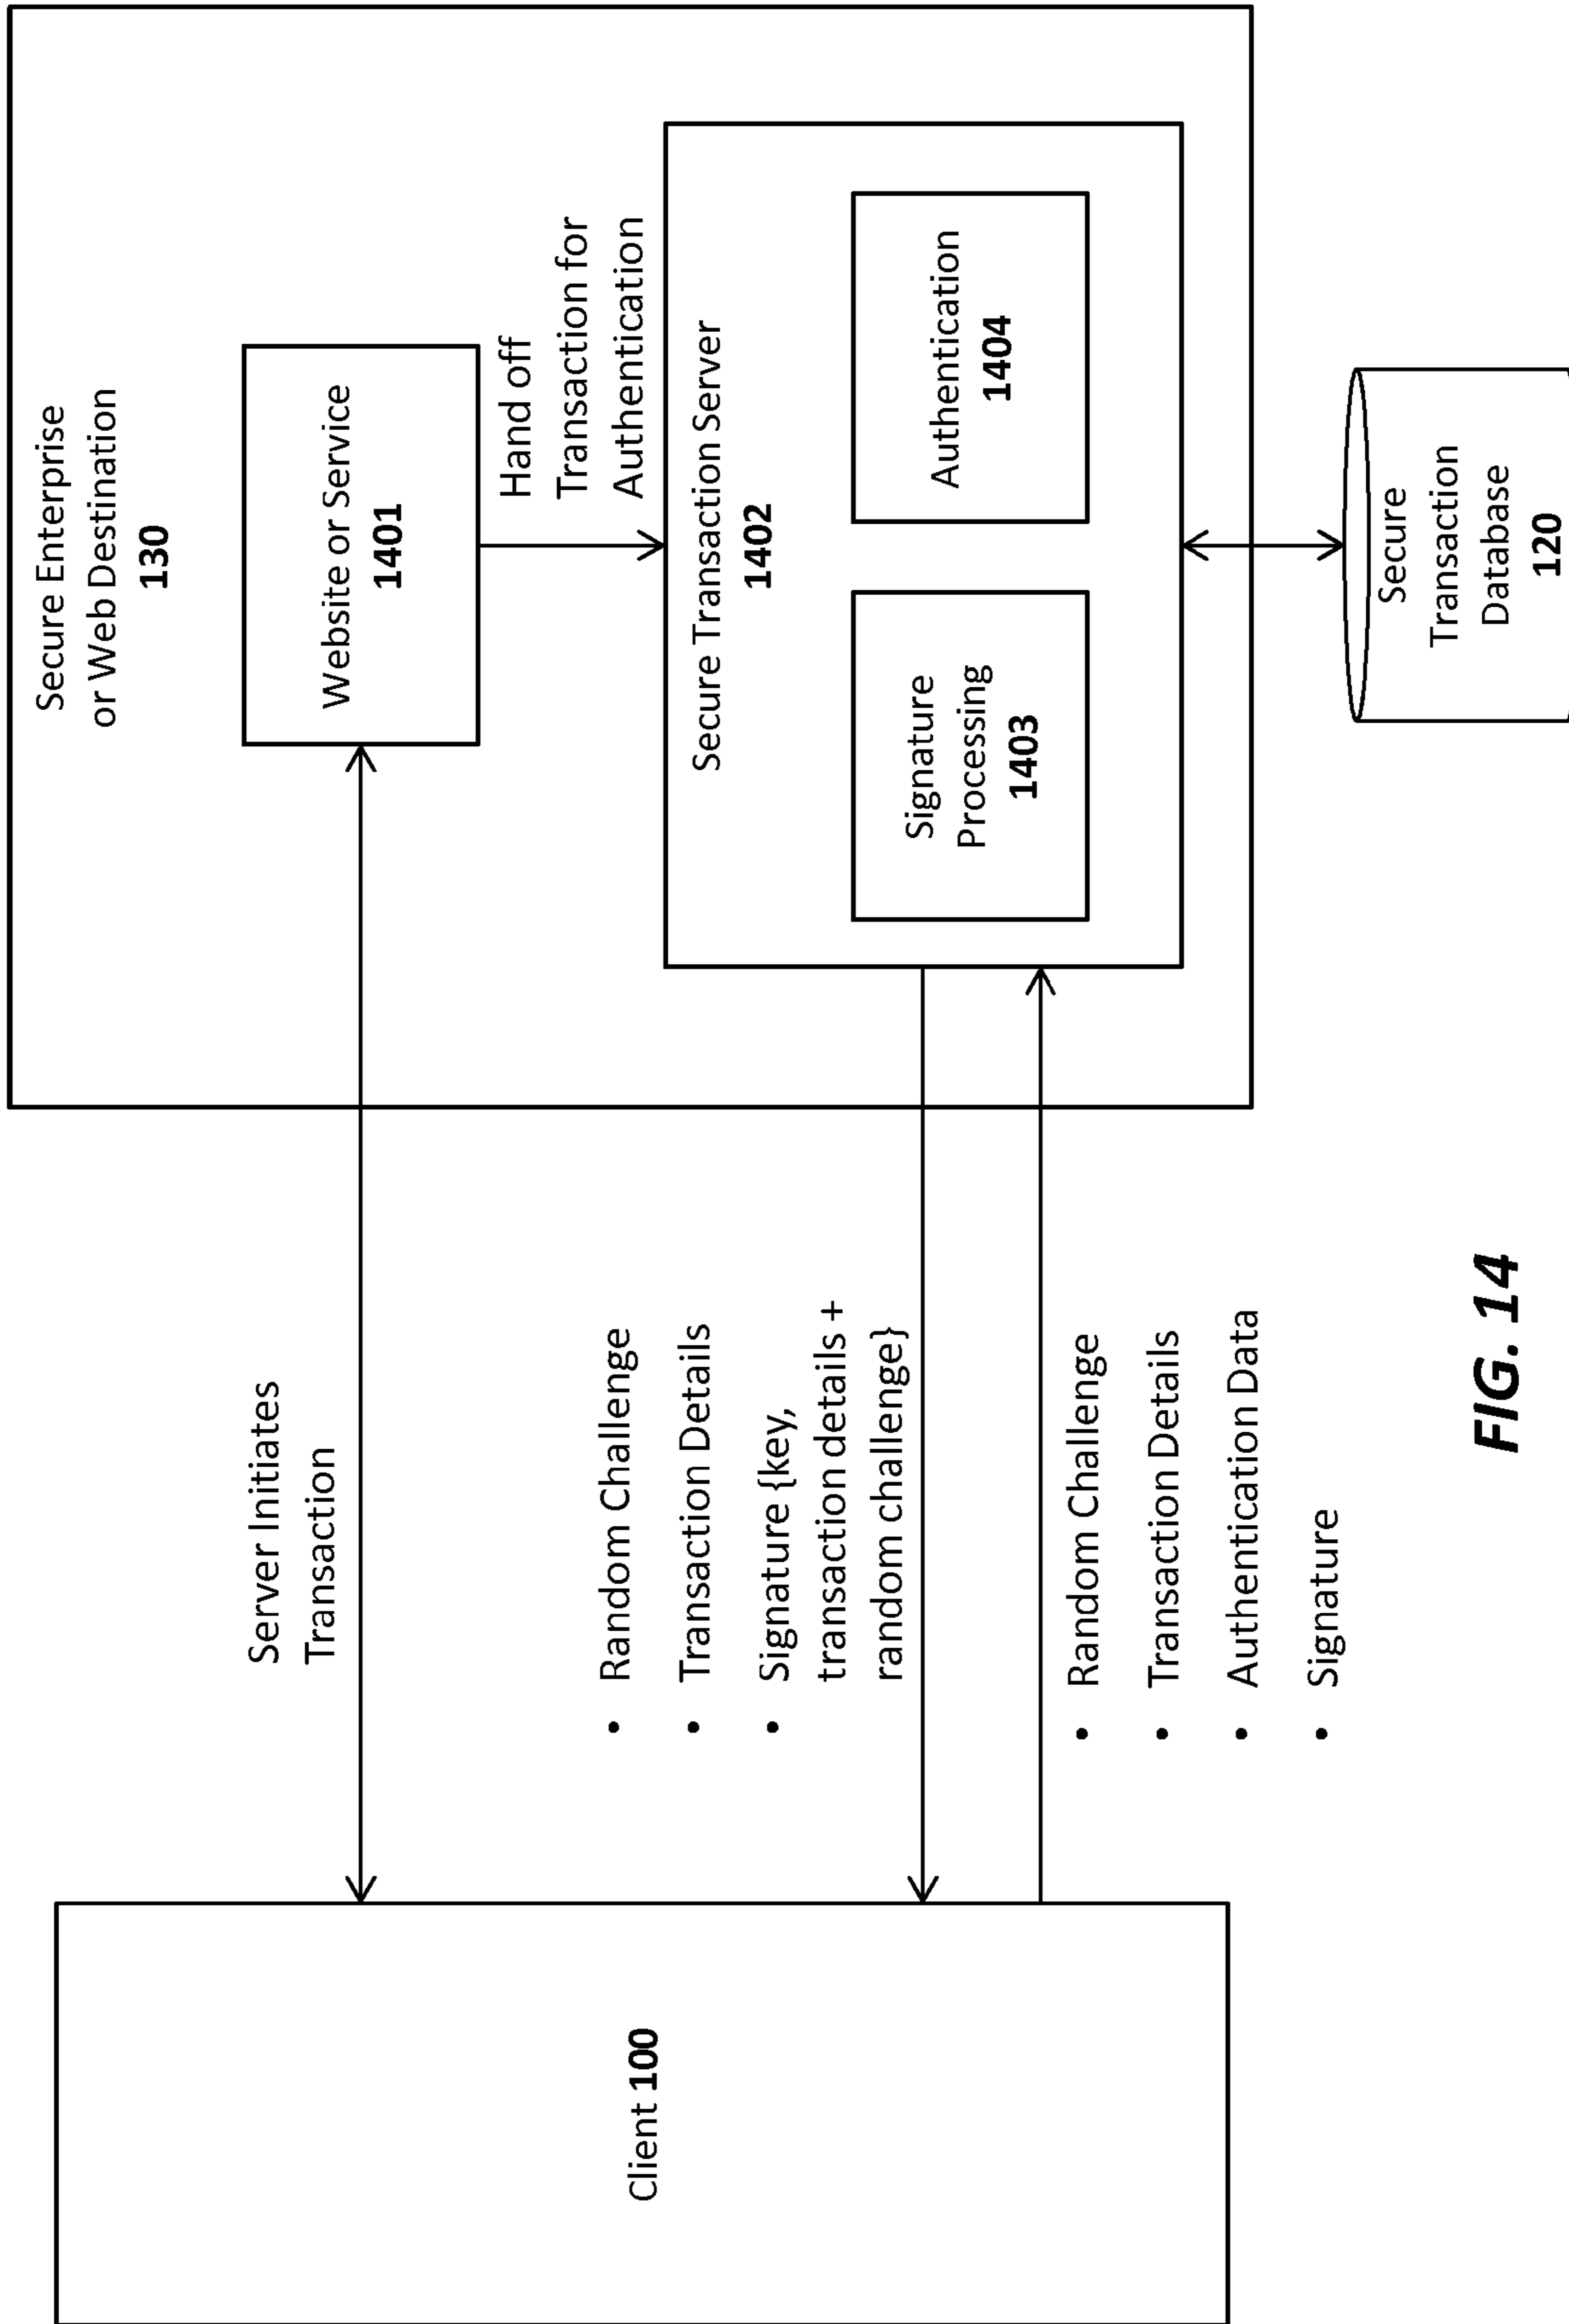 Secure Enterprise
or Web Destination
130
Website or Service
1401
Server Initiates
Transaction
Hand off
Transaction for
Authentication
Secure Transaction Server
1402
Client 100
• Random Challenge
• Transaction Details
• Signature {key,
transaction details +
random challenge}
Signature
Processing
1403
Authentication
1404
• Random Challenge
• Transaction Details
• Authentication Data
• Signature
Secure
Transaction
Database
120
FIG. 14